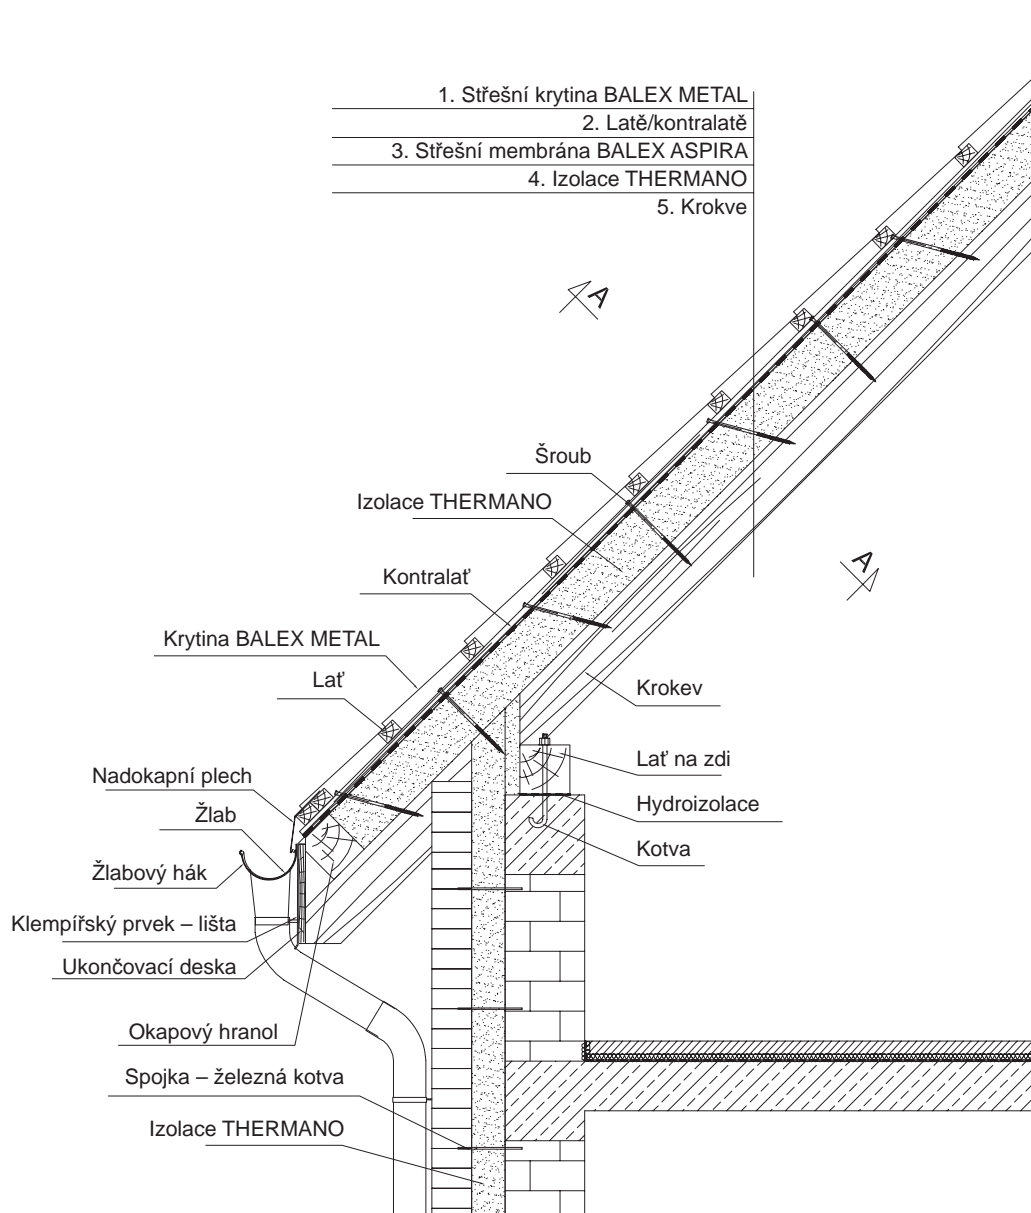 1. Střešní krytina BALEX METAL
2. Latě/kontralatě
3. Střešní membrána BALEX ASPIRA
4. Izolace THERMANO
5. Krokve
A
Šroub
Izolace THERMANO
A
Kontralať
Krytina BALEX METAL
Lať
Krokev
Lať na zdi
Nadokapní plech
Hydroizolace
Žlab
Kotva
Žlabový hák
Klempířský prvek – lišta
Ukončovací deska
Okapový hranol
Spojka – železná kotva
Izolace THERMANO